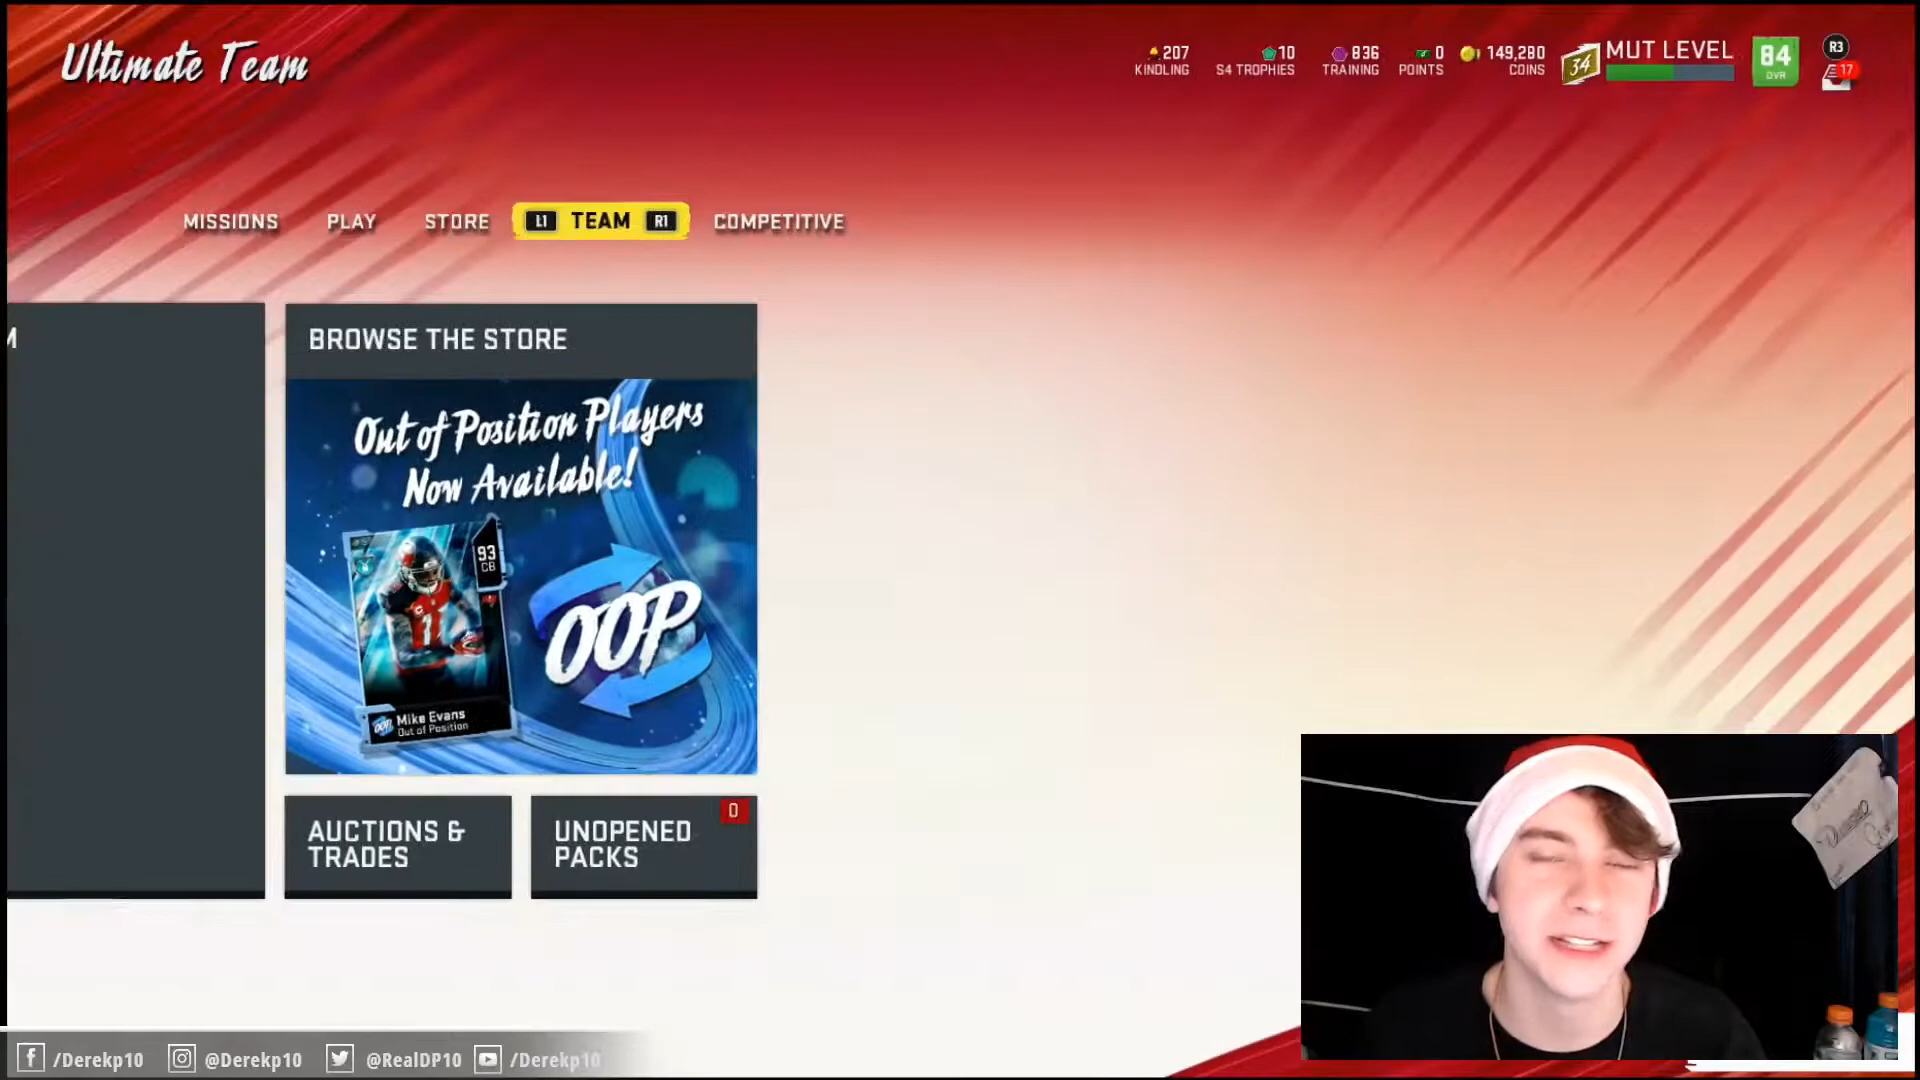 Ultimate Team
207
KINDLING
10
S4 TROPHIES
836
TRAINING
0
POINTS
149,280
COINS
34
MUT LEVEL
84
OVR
R3
17
MISSIONS
PLAY
STORE
L1 TEAM R1
COMPETITIVE
M
BROWSE THE STORE
Out of Position Players
Now Available!
93
CB
OOP
OOP
Mike Evans
Out of Position
AUCTIONS &
TRADES
0
UNOPENED
PACKS
/Derekp10
@Derekp10
@RealDP10
/Derekp10